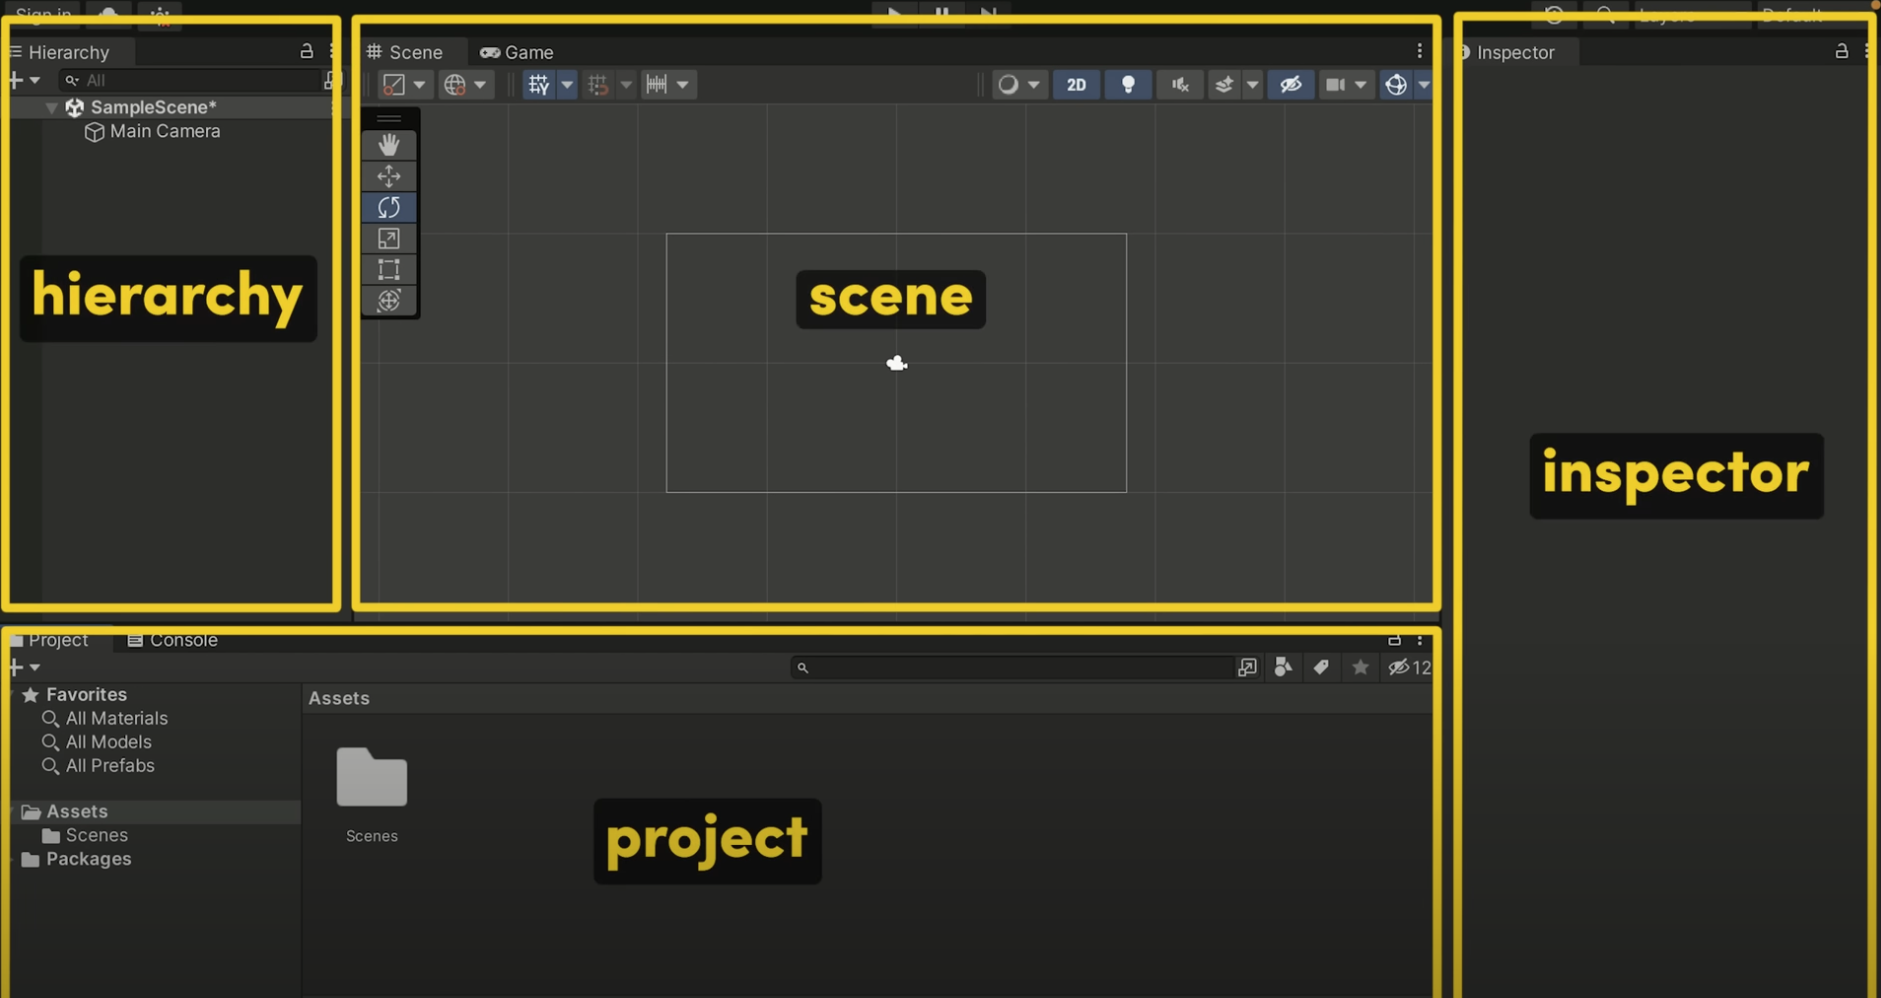 Sign in
Layers
Default
Hierarchy
All
SampleScene*
Main Camera
hierarchy
Scene
Game
2D
scene
Inspector
inspector
Project
Console
12
Favorites
All Materials
All Models
All Prefabs
Assets
Scenes
Packages
Assets
Scenes
project